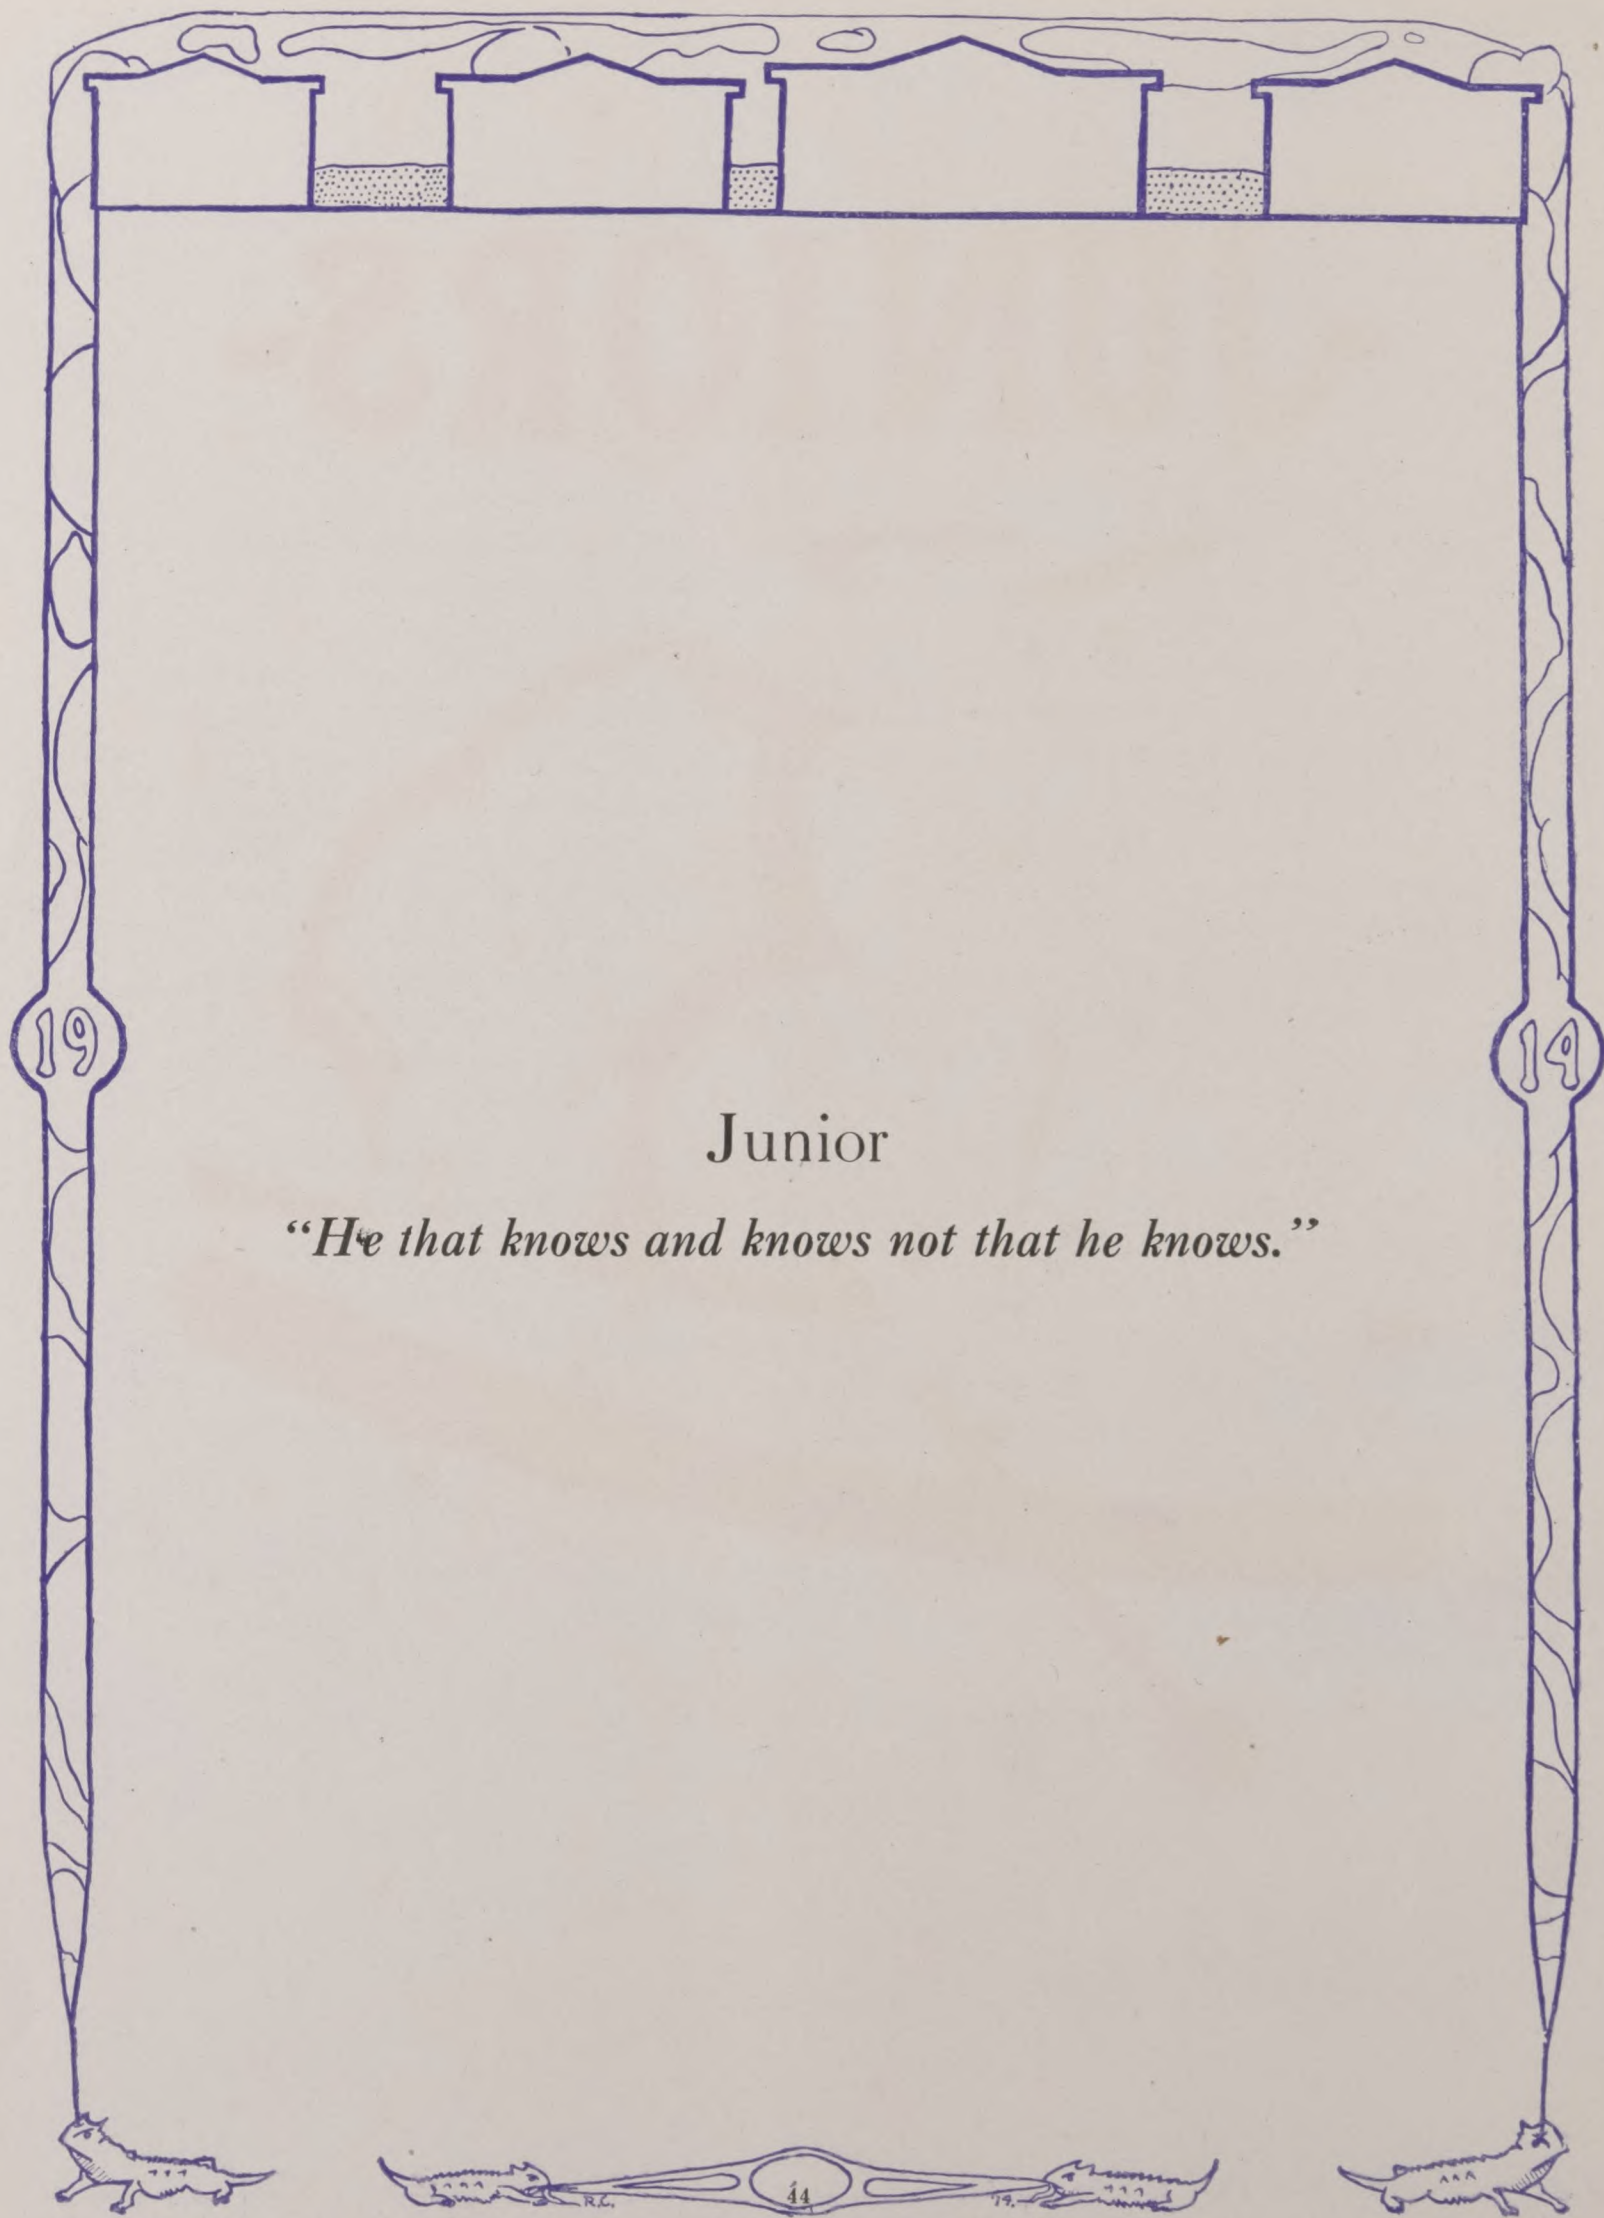 19
14
Junior
“He that knows and knows not that he knows.”
R.C.
'14.
44